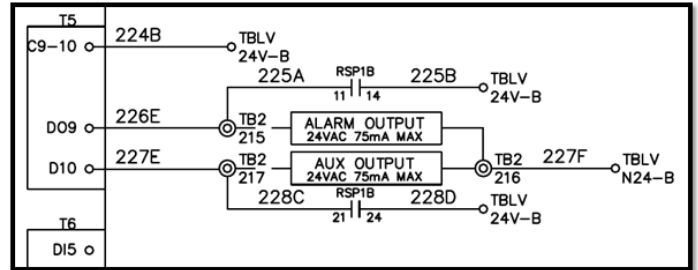 T5
C9-10 224B TBLV
24V-B
225A RSP1B 225B TBLV
11 14 24V-B
DO9 226E TB2 ALARM OUTPUT
215 24VAC 75mA MAX
D10 227E TB2 AUX OUTPUT TB2 227F TBLV
217 24VAC 75mA MAX 216 N24-B
228C RSP1B 228D TBLV
21 24 24V-B
T6
DI5